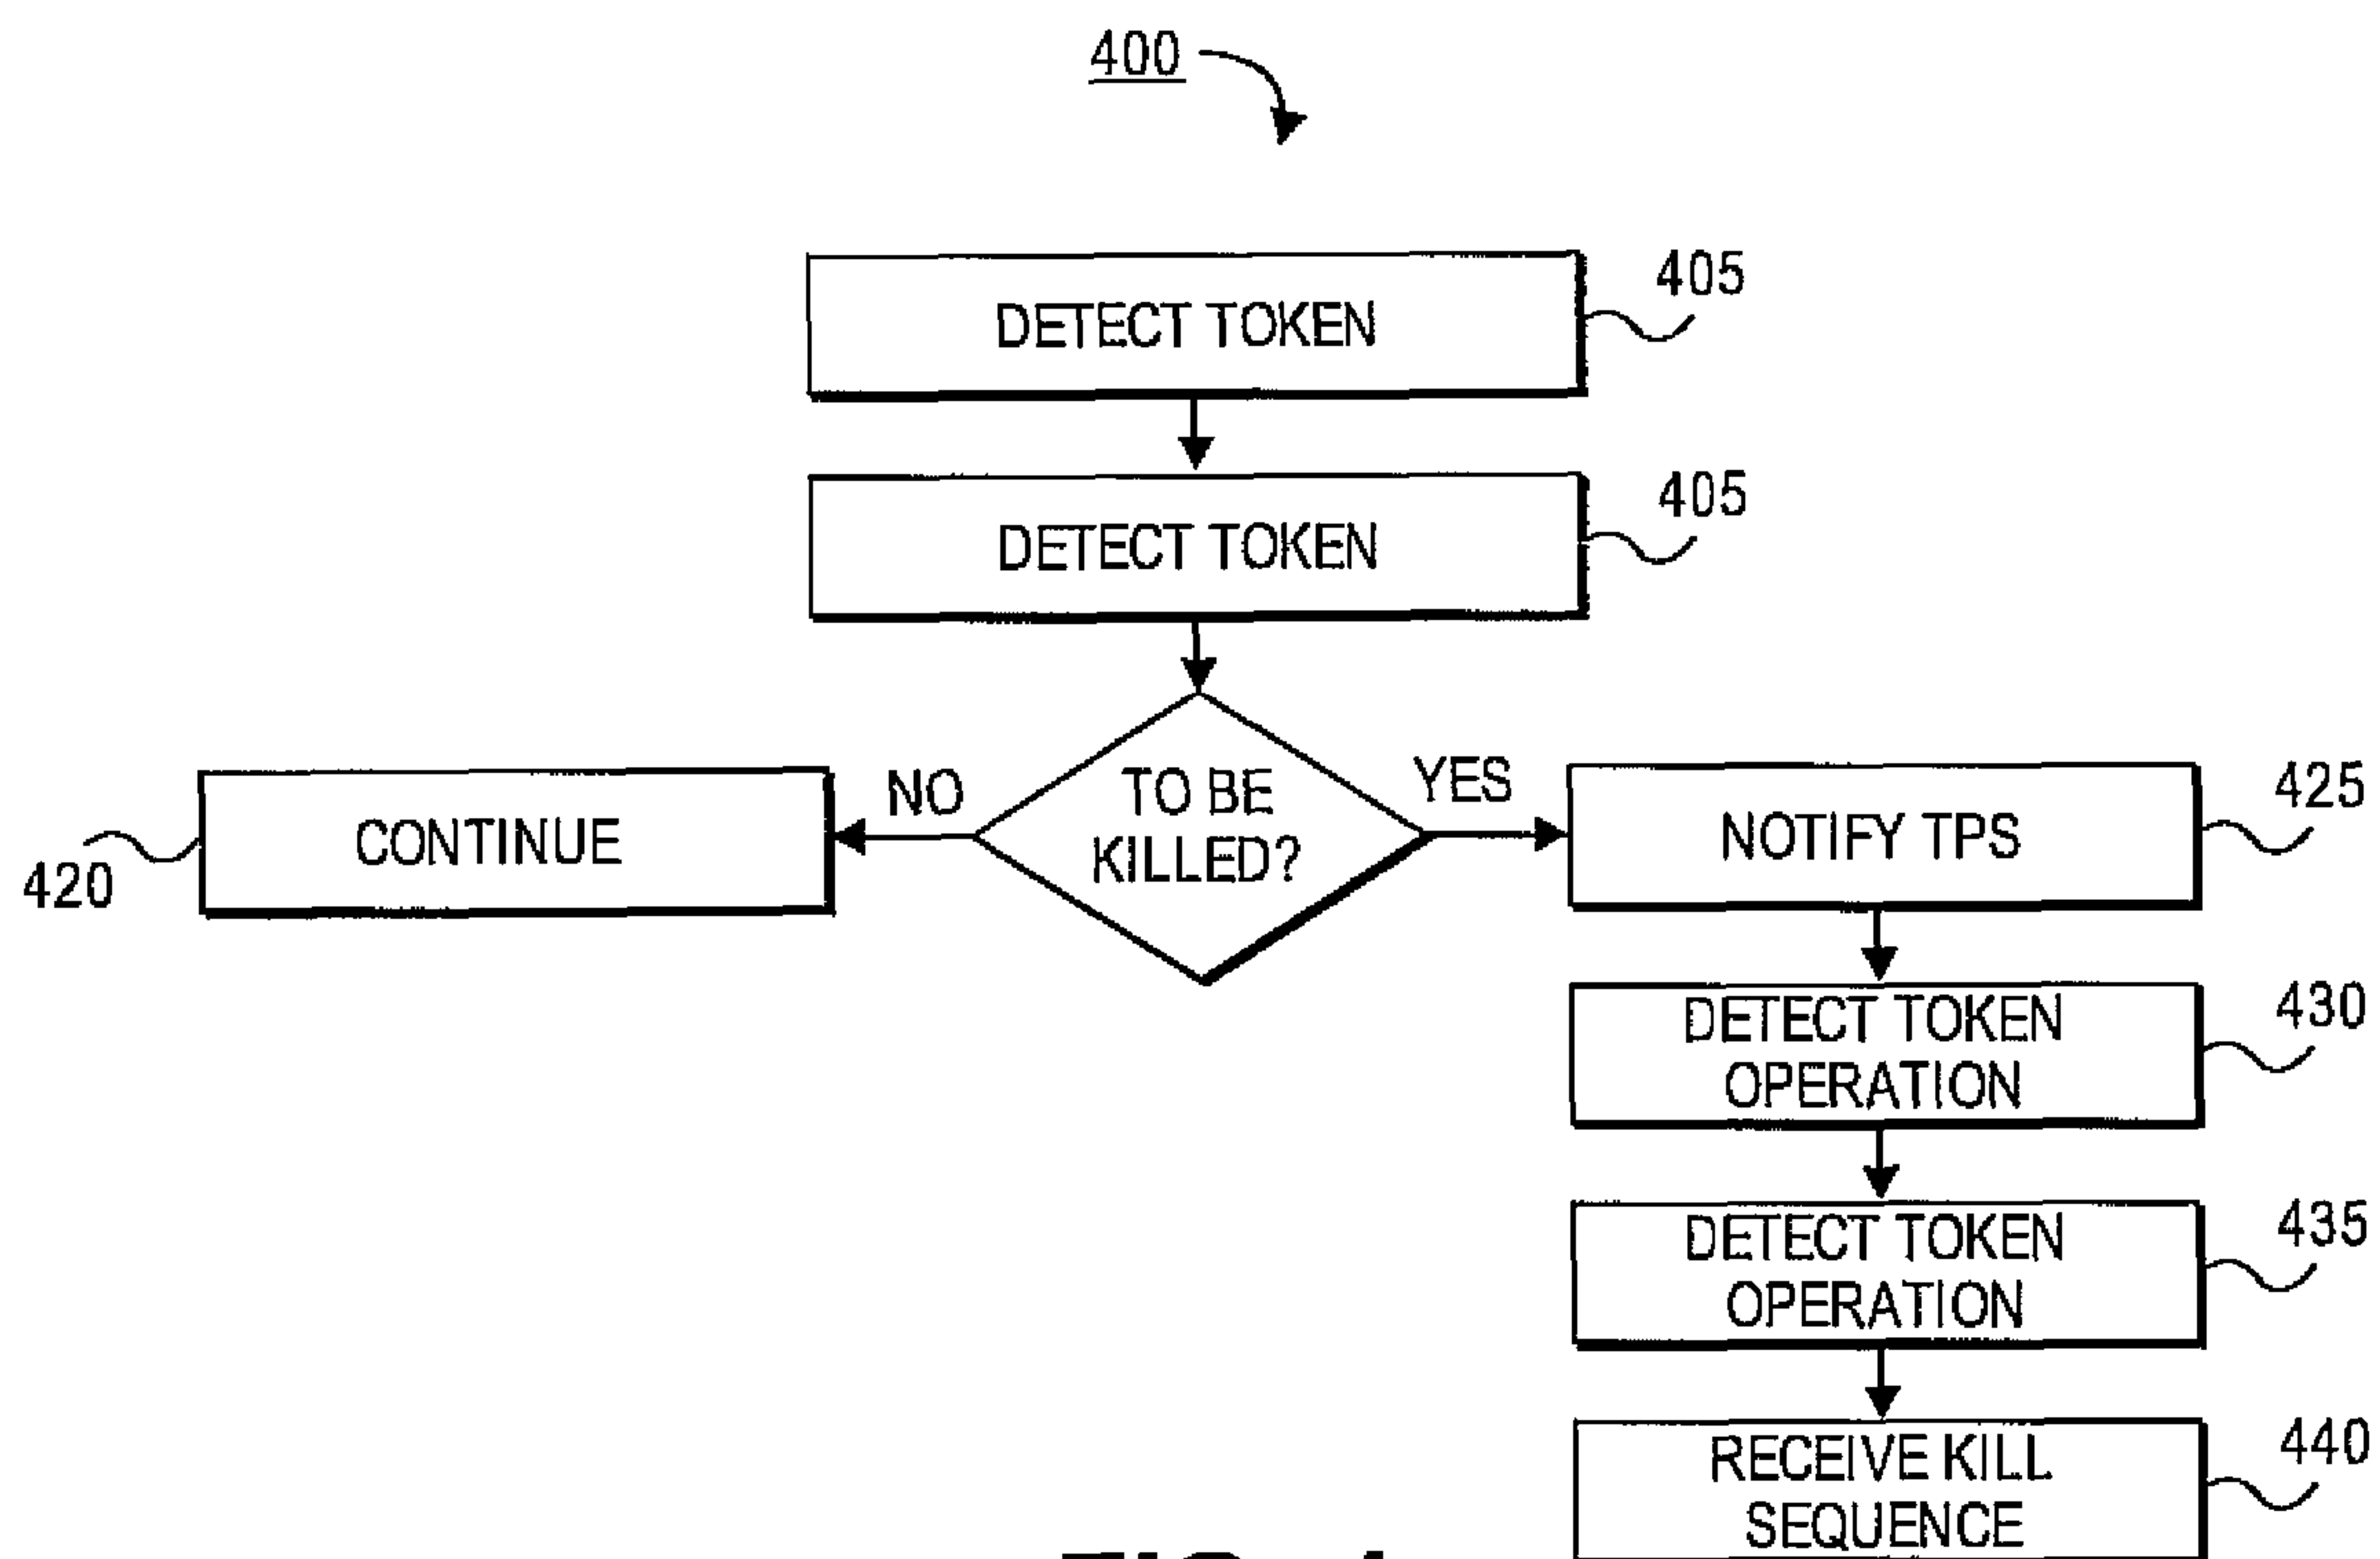 400
DETECT TOKEN
405
DETECT TOKEN
405
NO
TO BE
KILLED?
YES
CONTINUE
420
NOTIFY TPS
425
DETECT TOKEN
OPERATION
430
DETECT TOKEN
OPERATION
435
RECEIVE KILL
SEQUENCE
440